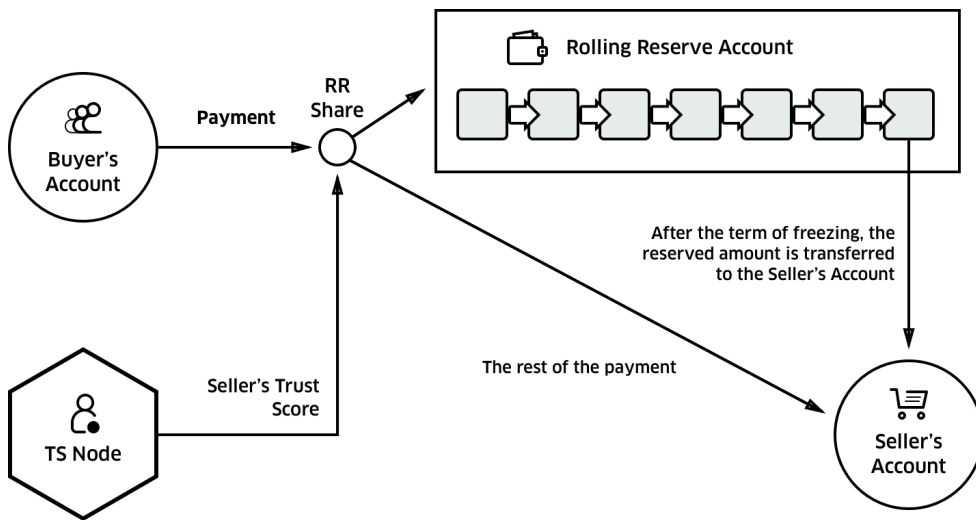 Rolling Reserve Account
RR
Share
Payment
Buyer's
Account
After the term of freezing, the
reserved amount is transferred
to the Seller's Account
The rest of the payment
Seller's Trust
Score
TS Node
Seller's
Account